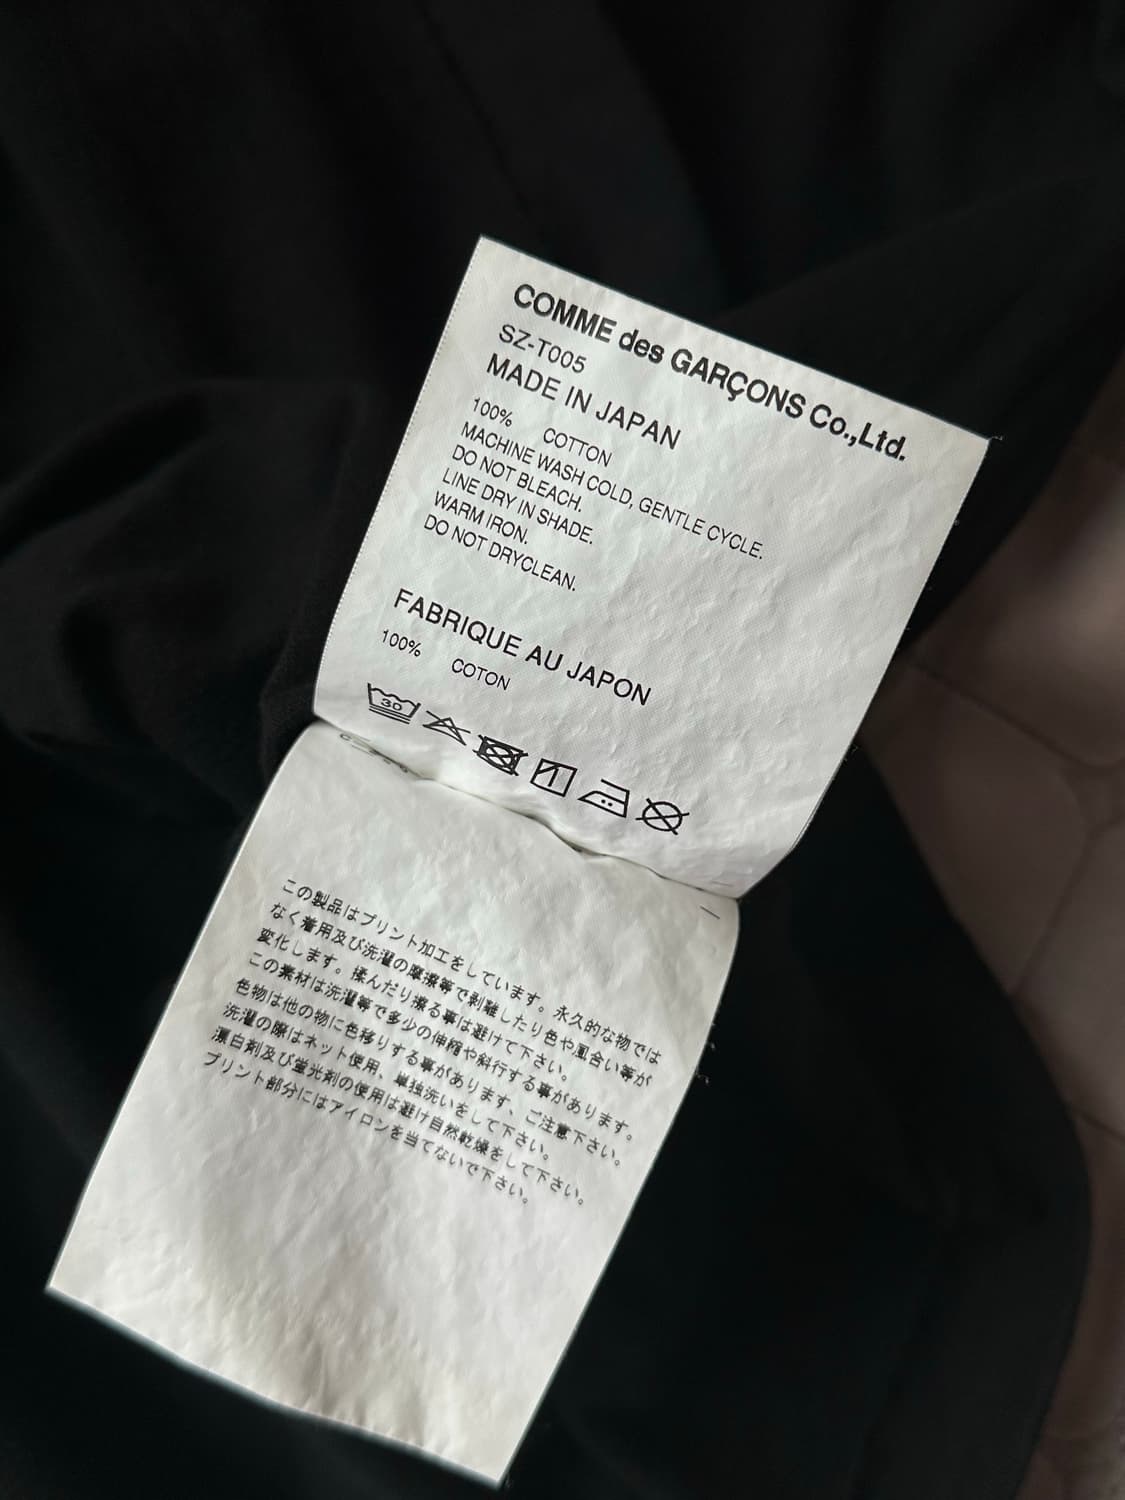 COMME des GARÇONS Co.,Ltd.
SZ-T005
MADE IN JAPAN
100% COTTON
MACHINE WASH COLD, GENTLE CYCLE.
DO NOT BLEACH.
LINE DRY IN SHADE.
WARM IRON.
DO NOT DRYCLEAN.
FABRIQUE AU JAPON
100% COTON
30
この製品はプリント加工をしています。永久的な物では
なく着用及び洗濯の摩擦等で剥離したり色や風合い等が
変化します。揉んだり擦る事は避けて下さい。
この素材は洗濯等で多少の伸縮や斜行する事があります。
色物は他の物に色移りする事があります、ご注意下さい。
洗濯の際はネット使用、単独洗いをして下さい。
漂白剤及び蛍光剤の使用は避け自然乾燥をして下さい。
プリント部分にはアイロンを当てないで下さい。